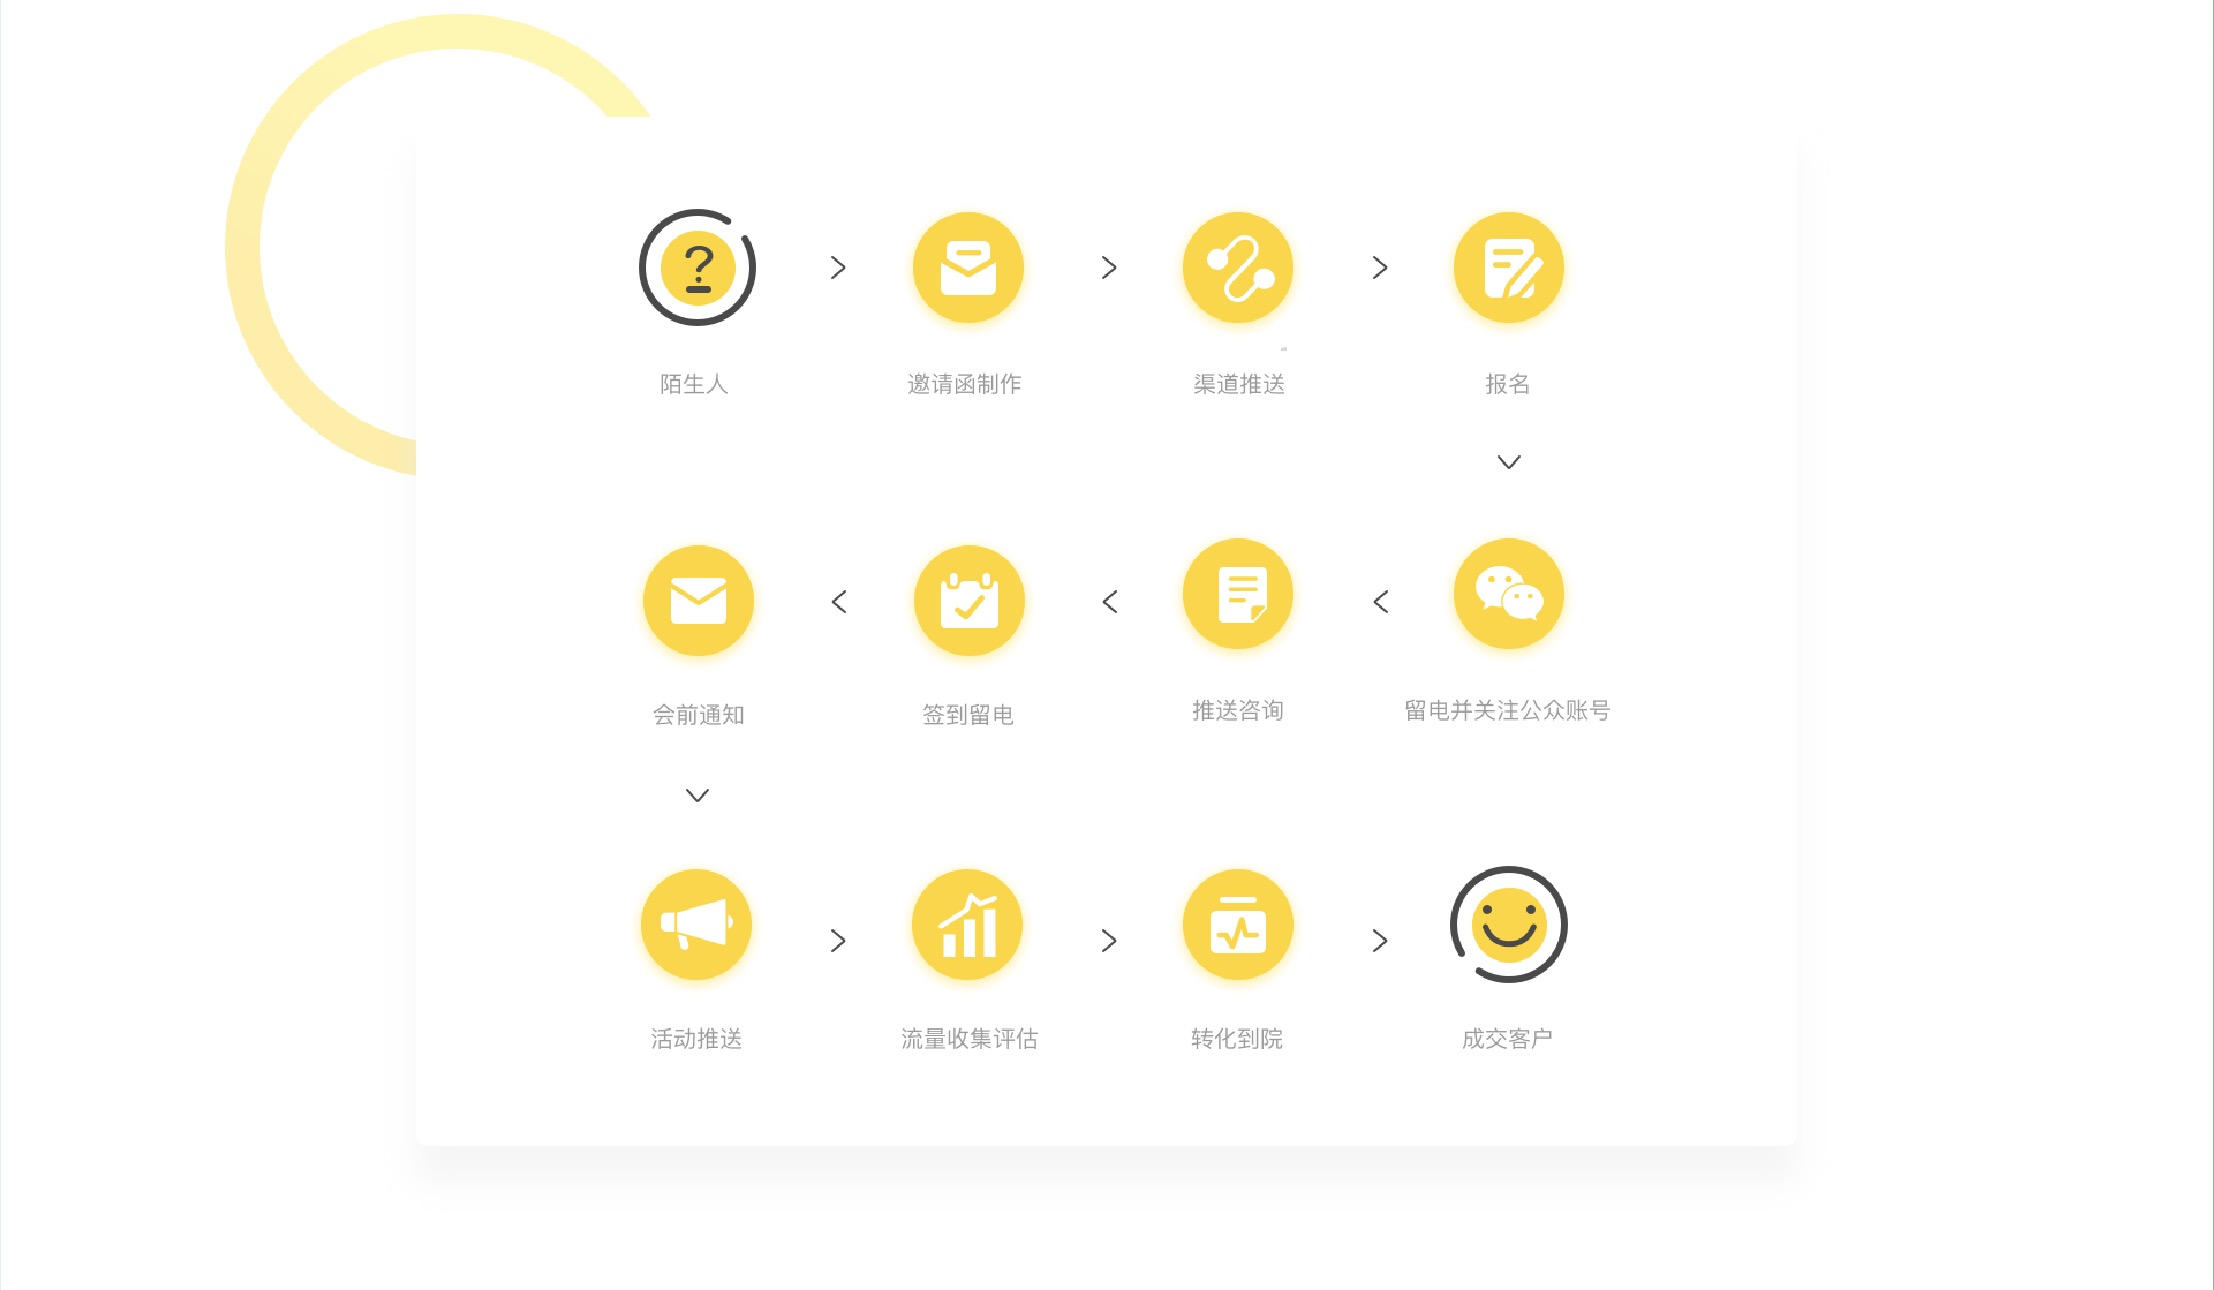 陌生人
邀请函制作
渠道推送
报名
会前通知
签到留电
推送咨询
留电并关注公众账号
活动推送
流量收集评估
转化到院
成交客户